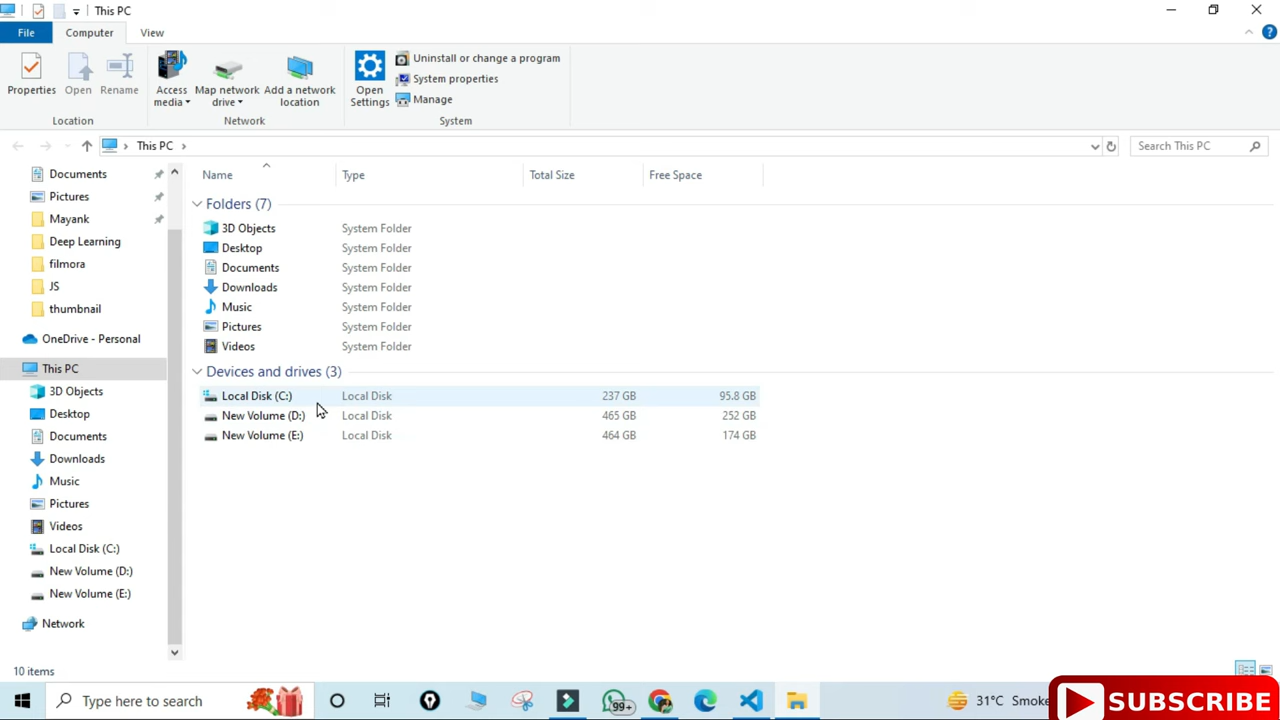 This PC
File Computer View
Properties Open Rename Access media Map network drive Add a network location Open Settings Uninstall or change a program
System properties
Manage
Location Network System
This PC Search This PC
Name Type Total Size Free Space
Documents
Pictures
Mayank
Deep Learning
filmora
JS
thumbnail
OneDrive - Personal
This PC
3D Objects
Desktop
Documents
Downloads
Music
Pictures
Videos
Local Disk (C:)
New Volume (D:)
New Volume (E:)
Network
Folders (7)
3D Objects System Folder
Desktop System Folder
Documents System Folder
Downloads System Folder
Music System Folder
Pictures System Folder
Videos System Folder
Devices and drives (3)
Local Disk (C:) Local Disk 237 GB 95.8 GB
New Volume (D:) Local Disk 465 GB 252 GB
New Volume (E:) Local Disk 464 GB 174 GB
10 items
Type here to search 99+ 31°C Smoke SUBSCRIBE